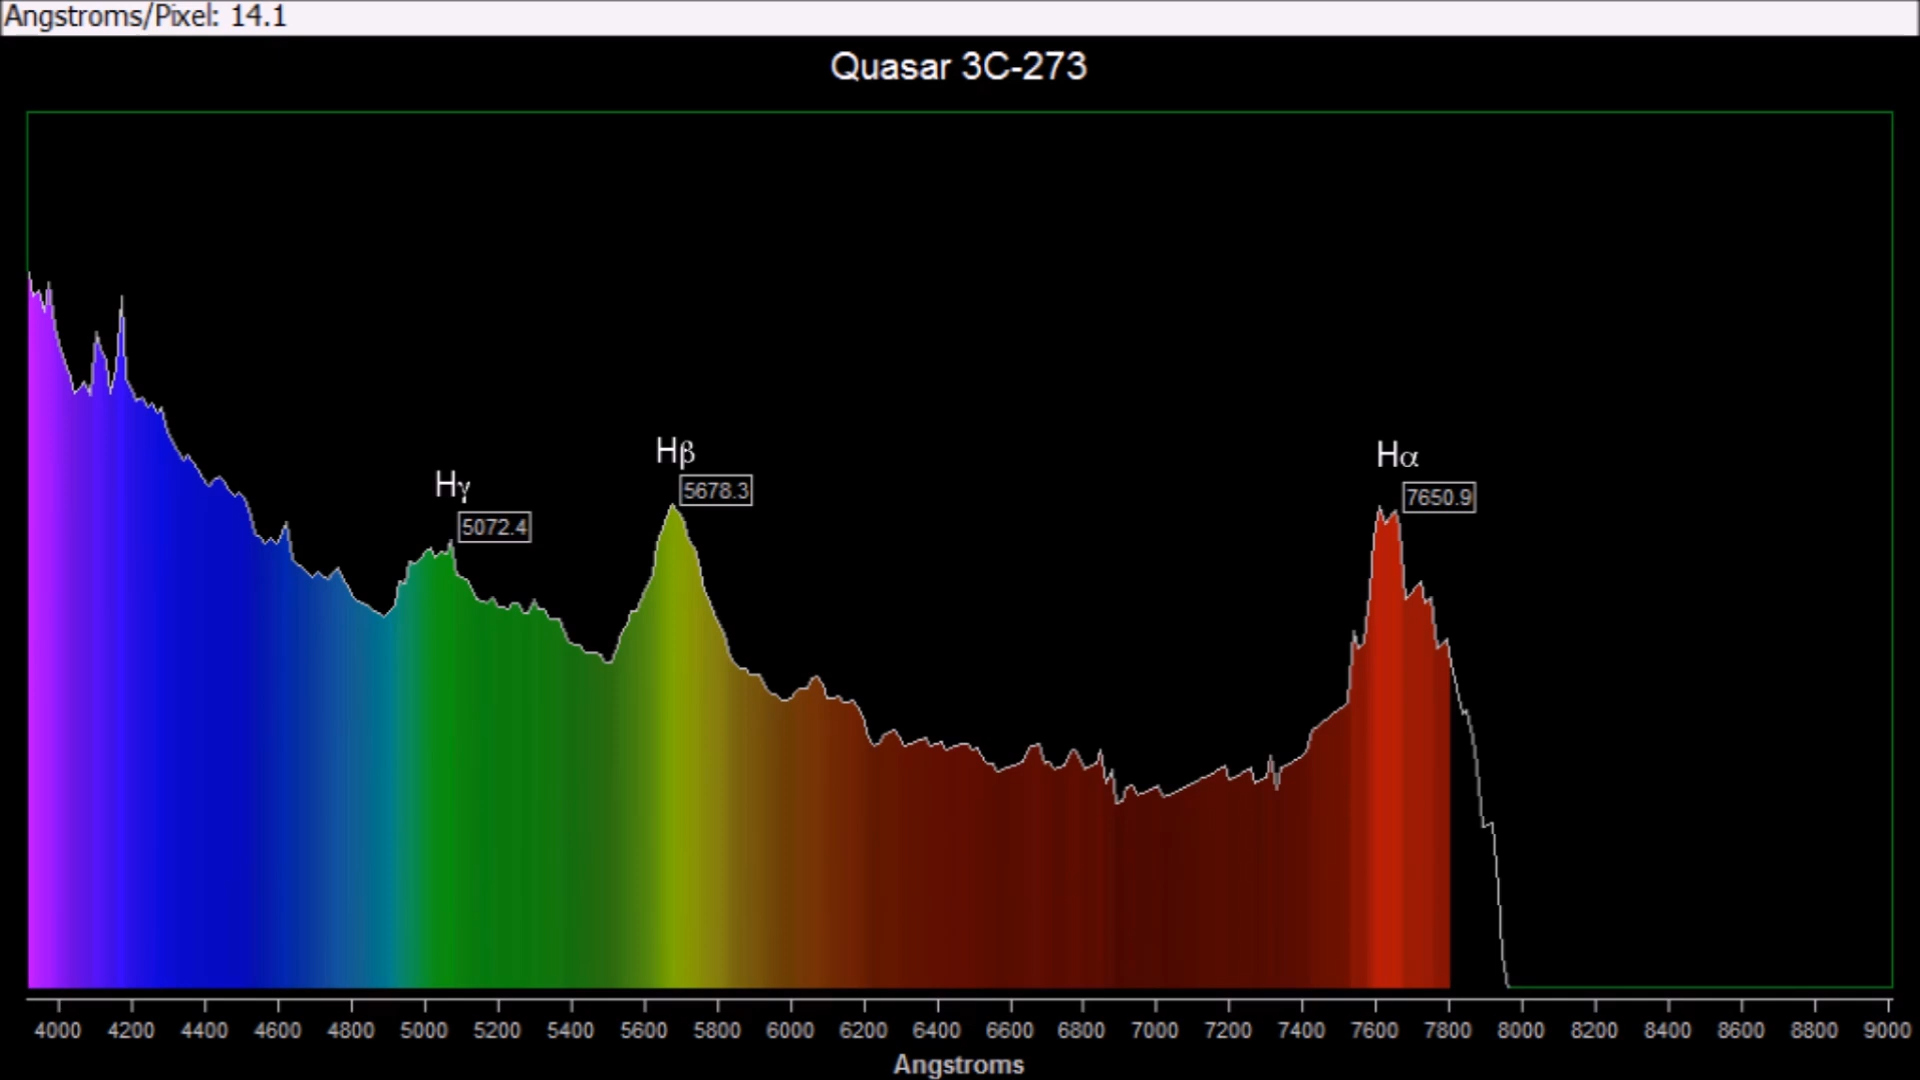 Angstroms/Pixel: 14.1
Quasar 3C-273
Hβ
Hα
Hγ
5678.3
7650.9
5072.4
4000 4200 4400 4600 4800 5000 5200 5400 5600 5800 6000 6200 6400 6600 6800 7000 7200 7400 7600 7800 8000 8200 8400 8600 8800 9000
Angstroms